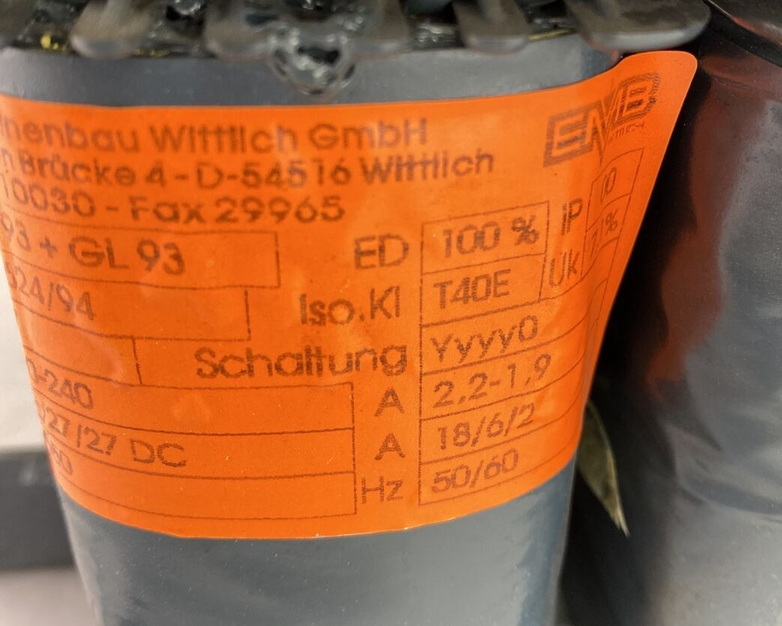 nenbau Wittlich GmbH
EMB
n Brücke 4 - D-54516 Wittlich
10030 - Fax 29965
93 + GL 93
ED 100 % IP 00
524/94
Iso.Kl T40E Uk 7 %
Schaltung Yyyy0
0-240 A 2,2-1,9
/27/27 DC A 18/6/2
50 Hz 50/60